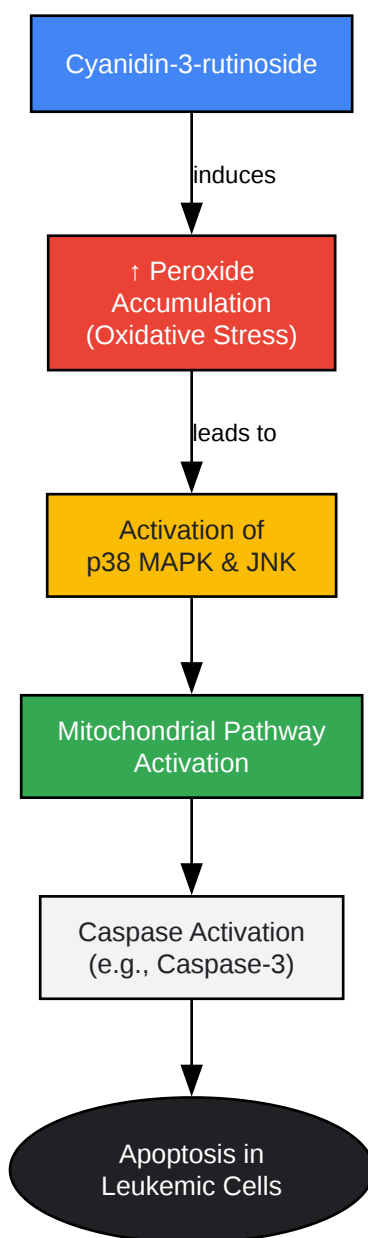 Cyanidin-3-rutinoside
induces
↑ Peroxide
Accumulation
(Oxidative Stress)
leads to
Activation of
p38 MAPK & JNK
Mitochondrial Pathway
Activation
Caspase Activation
(e.g., Caspase-3)
Apoptosis in
Leukemic Cells